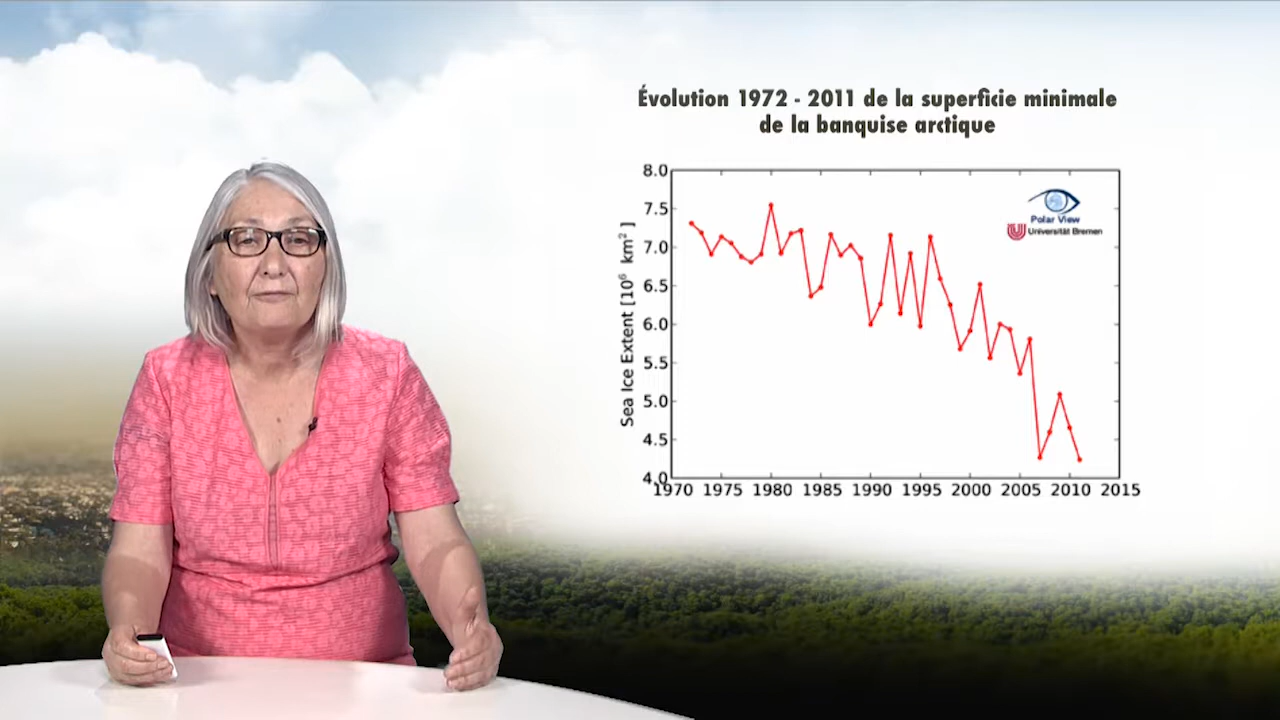 Évolution 1972 - 2011 de la superficie minimale
de la banquise arctique
8.0
7.5
7.0
6.5
6.0
5.5
5.0
4.5
4.0
Sea Ice Extent [10⁶ km²]
Polar View
Universität Bremen
1970 1975 1980 1985 1990 1995 2000 2005 2010 2015